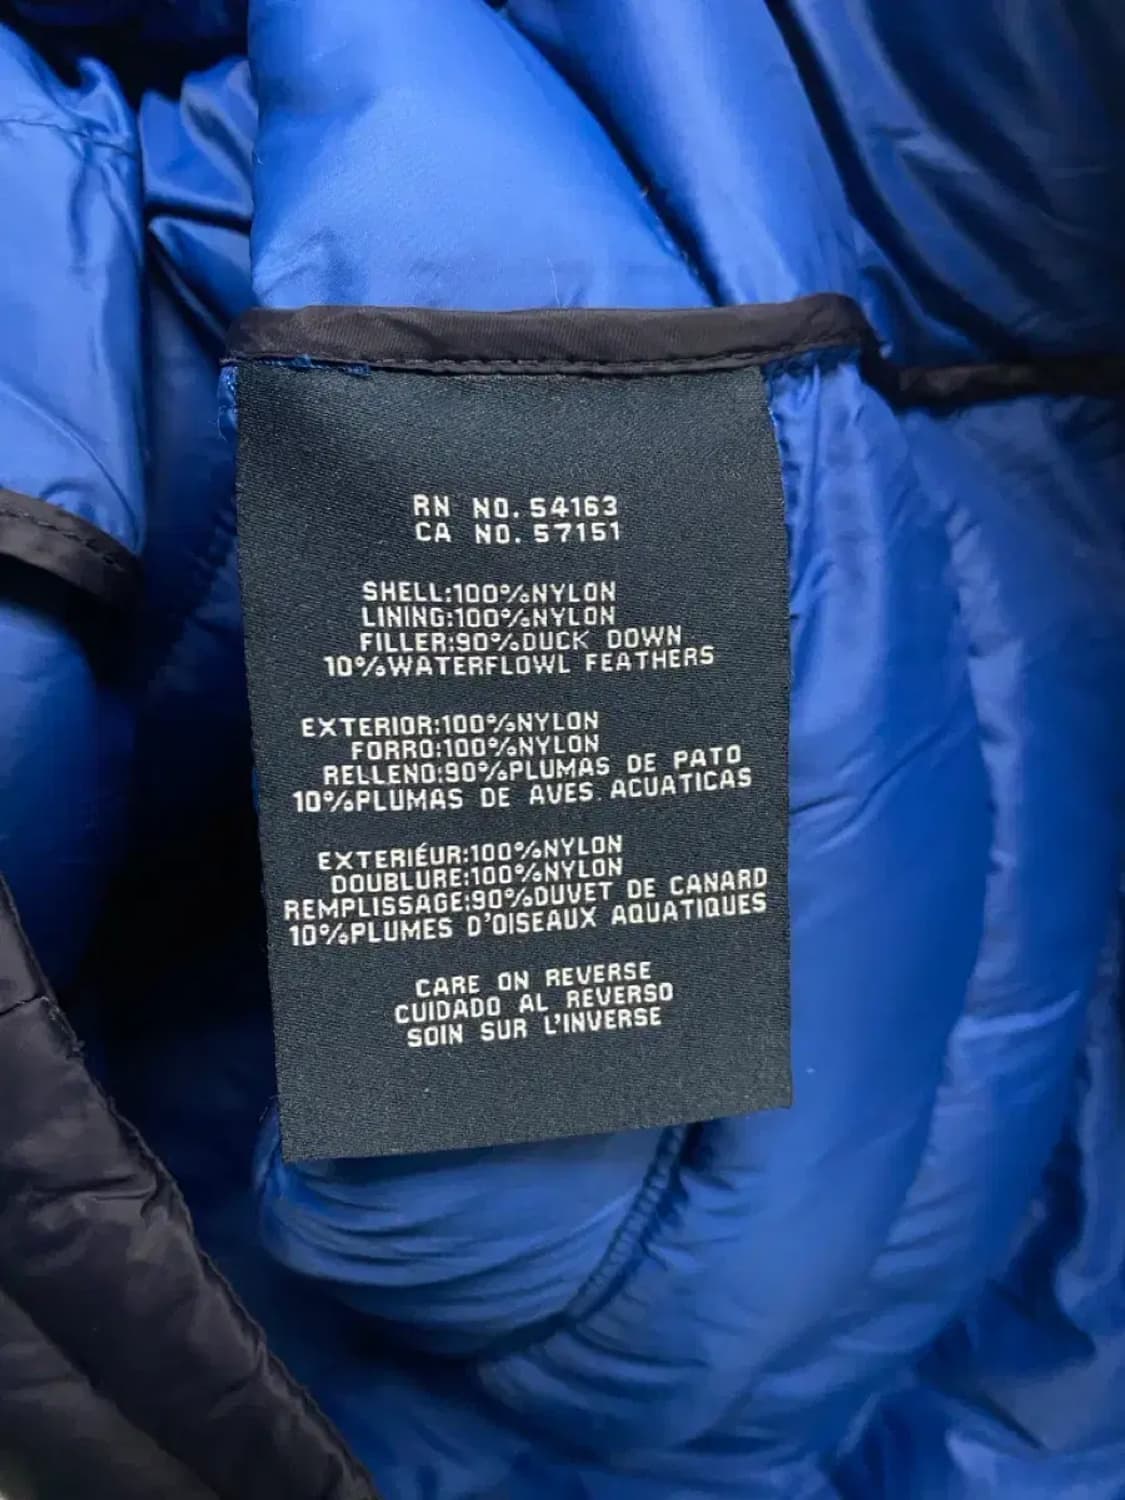 RN NO. 54163
CA NO. 57151
SHELL:100%NYLON
LINING:100%NYLON
FILLER:90%DUCK DOWN
10%WATERFLOWL FEATHERS
EXTERIOR:100%NYLON
FORRO:100%NYLON
RELLENO:90%PLUMAS DE PATO
10%PLUMAS DE AVES ACUATICAS
EXTERIÉUR:100%NYLON
DOUBLURE:100%NYLON
REMPLISSAGE:90%DUVET DE CANARD
10%PLUMES D'OISEAUX AQUATIQUES
CARE ON REVERSE
CUIDADO AL REVERSO
SOIN SUR L'INVERSE